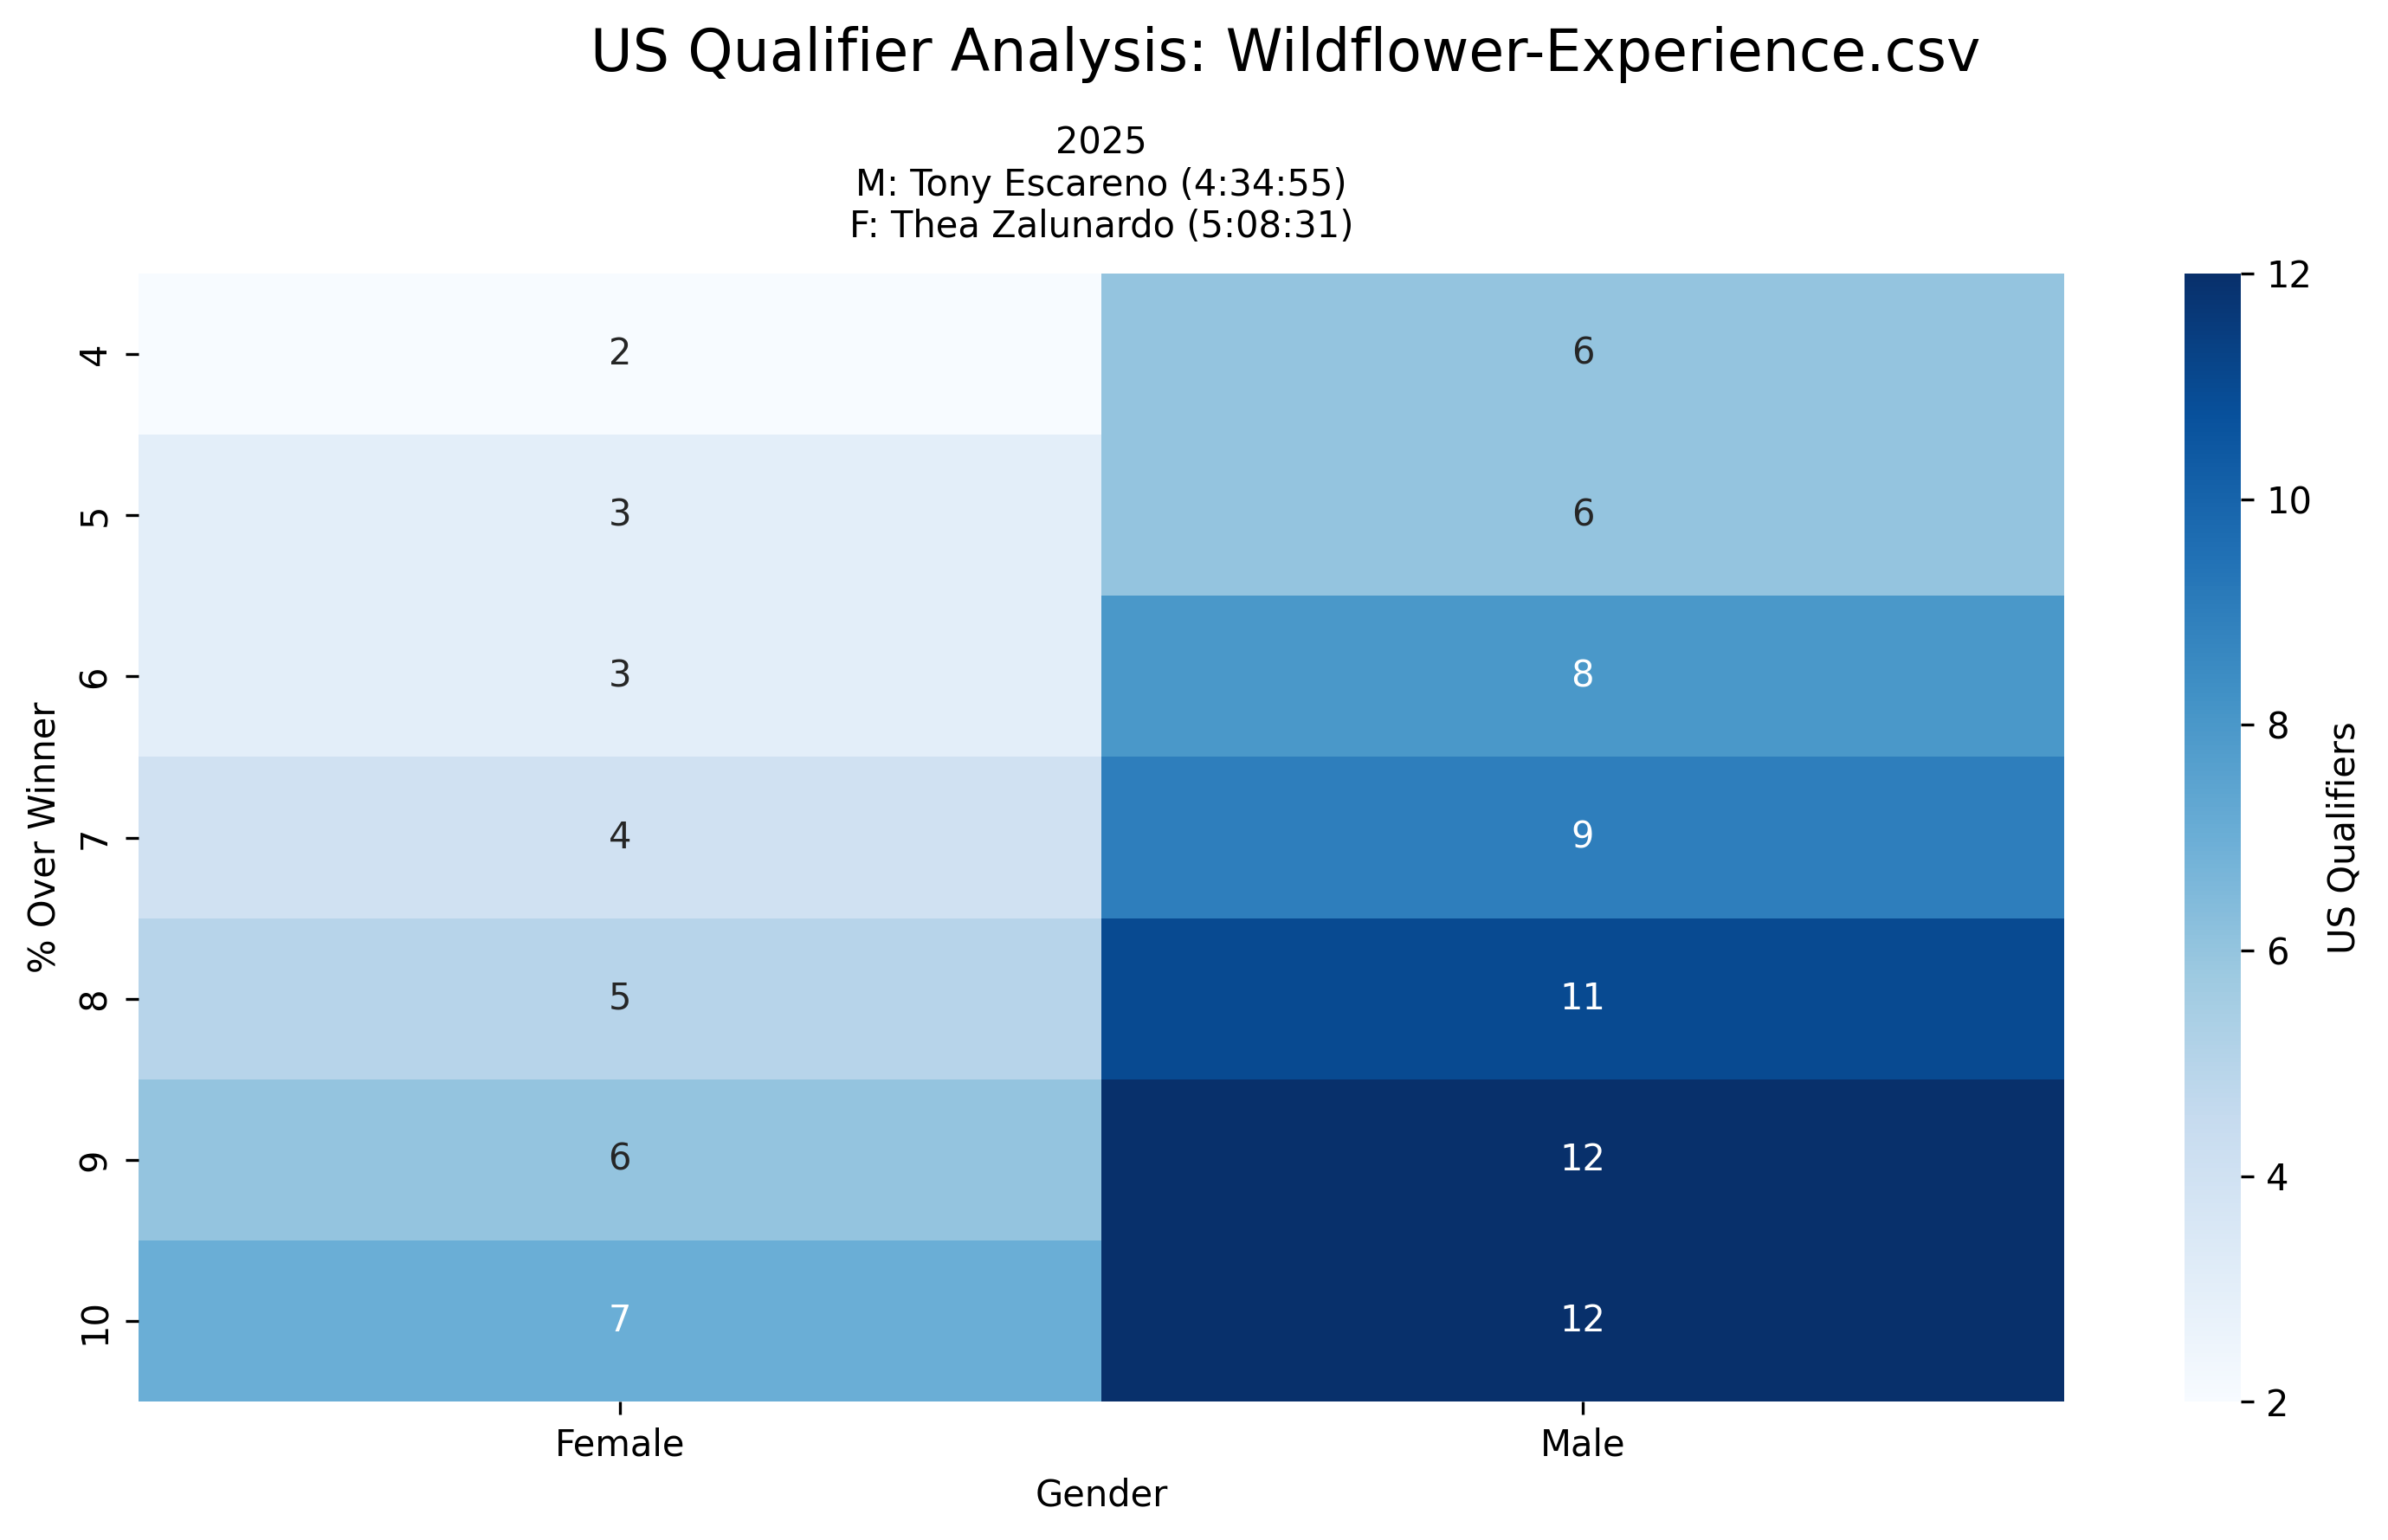 US Qualifier Analysis: Wildflower-Experience.csv
2025
M: Tony Escareno (4:34:55)
F: Thea Zalunardo (5:08:31)
% Over Winner
4 2 6
5 3 6
6 3 8
7 4 9
8 5 11
9 6 12
10 7 12
Female Male
Gender
12
10
8
6
4
2
US Qualifiers